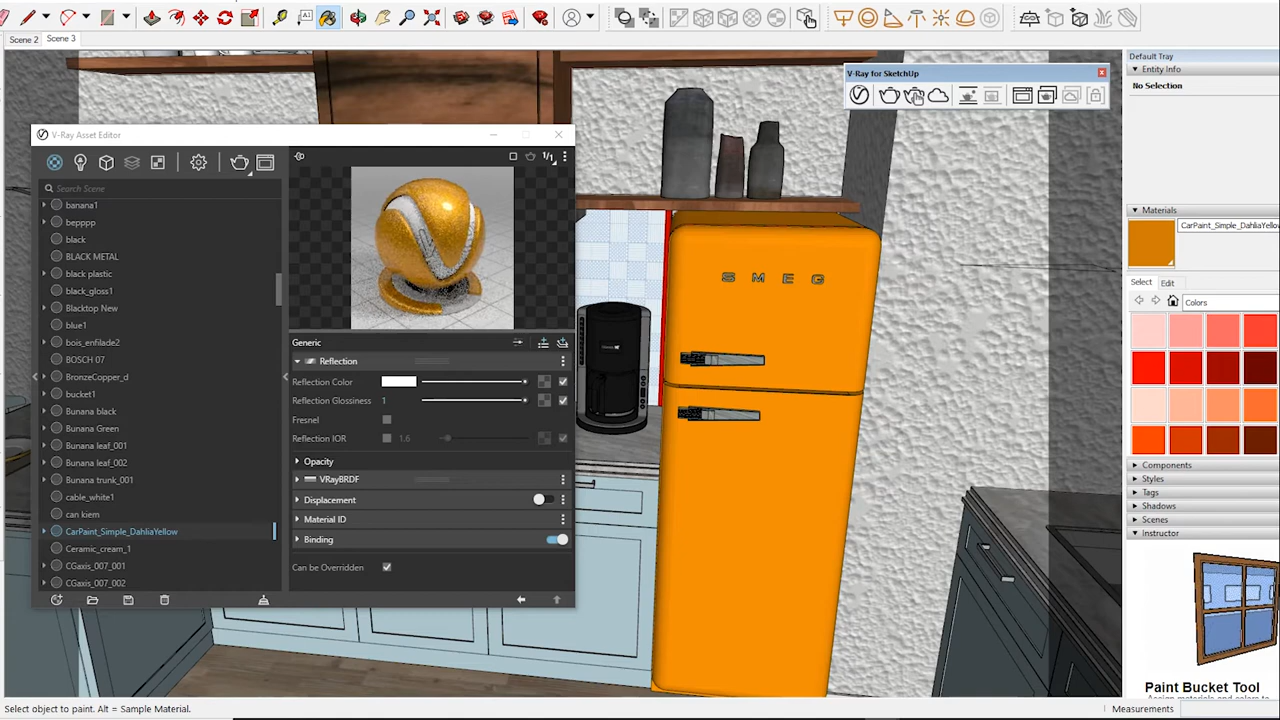 Scene 2
Scene 3
Default Tray
Entity Info
No Selection
V-Ray for SketchUp
V-Ray Asset Editor
1/1
Search Scene
banana1
bepppp
black
BLACK METAL
black plastic
black_gloss1
Blacktop New
blue1
bois_enfilade2
BOSCH 07
BronzeCopper_d
bucket1
Bunana black
Bunana Green
Bunana leaf_001
Bunana leaf_002
Bunana trunk_001
cable_white1
can kiem
CarPaint_Simple_DahliaYellow
Ceramic_cream_1
CGaxis_007_001
CGaxis_007_002
Generic
Reflection
Reflection Color
Reflection Glossiness 1
Fresnel
Reflection IOR 1.6
Opacity
VRayBRDF
Displacement
Material ID
Binding
Can be Overridden
SMEG
Materials
CarPaint_Simple_DahliaYellow
Select Edit
Colors
Components
Styles
Tags
Shadows
Scenes
Instructor
Paint Bucket Tool
Select object to paint. Alt = Sample Material.
Measurements